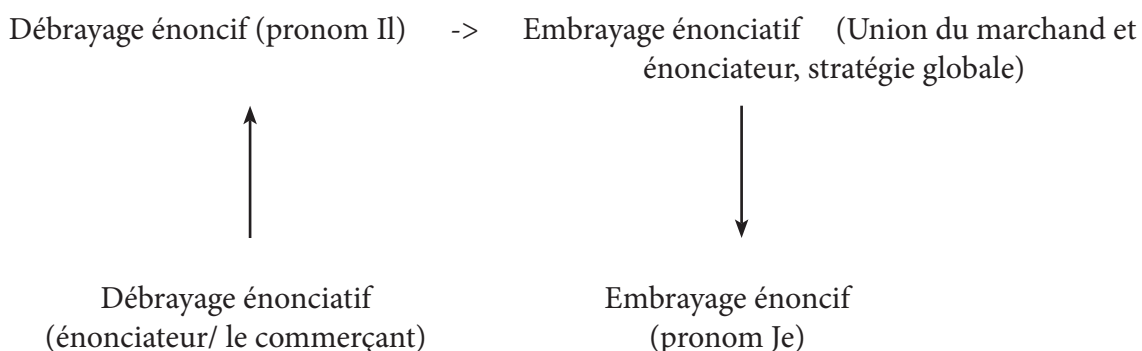 Débrayage énoncif (pronom Il) -> Embrayage énonciatif (Union du marchand et
énonciateur, stratégie globale)
Débrayage énonciatif
(énonciateur/ le commerçant)
Embrayage énoncif
(pronom Je)